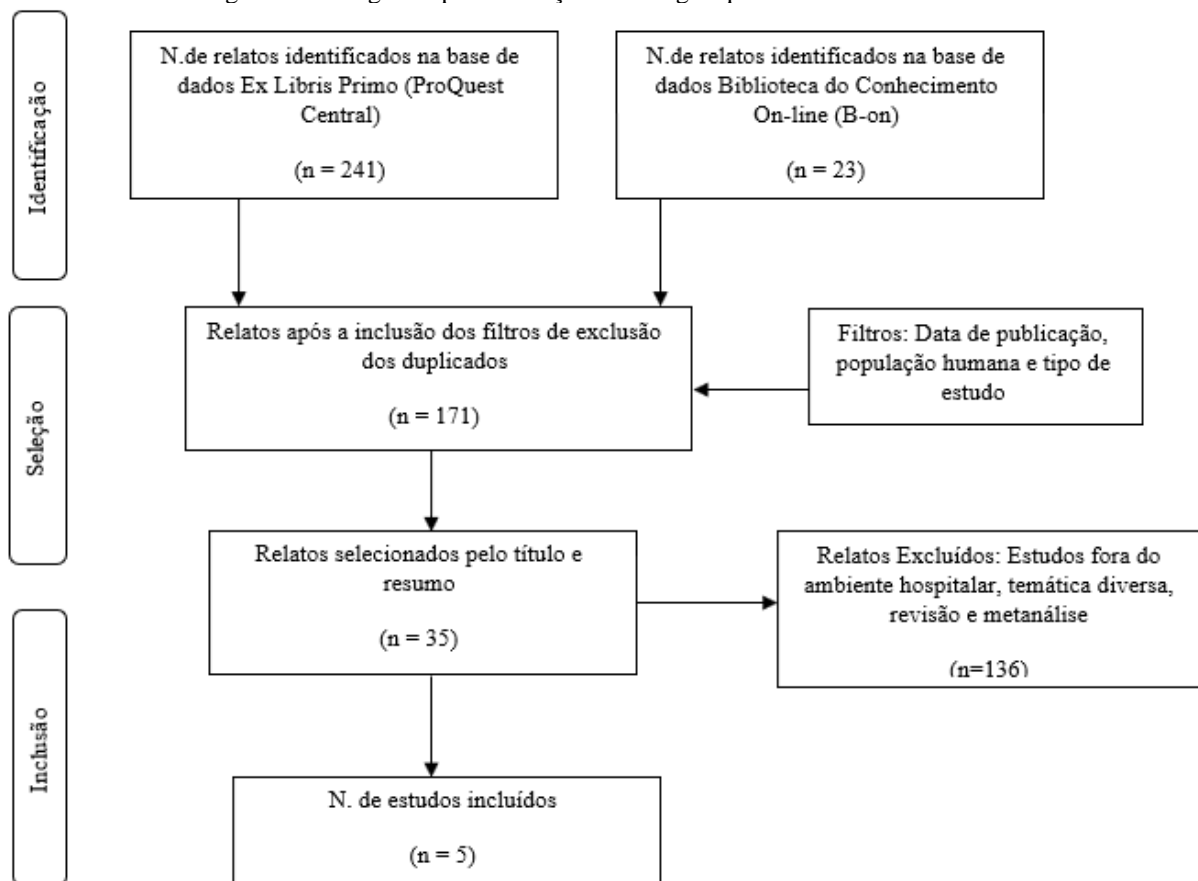 Identificação
N.de relatos identificados na base de
dados Ex Libris Primo (ProQuest
Central)
(n = 241)
N.de relatos identificados na base de
dados Biblioteca do Conhecimento
On-line (B-on)
(n = 23)
Seleção
Relatos após a inclusão dos filtros de exclusão
dos duplicados
(n = 171)
Filtros: Data de publicação,
população humana e tipo de
estudo
Relatos selecionados pelo título e
resumo
(n = 35)
Relatos Excluídos: Estudos fora do
ambiente hospitalar, temática diversa,
revisão e metanálise
(n=136)
Inclusão
N. de estudos incluídos
(n = 5)